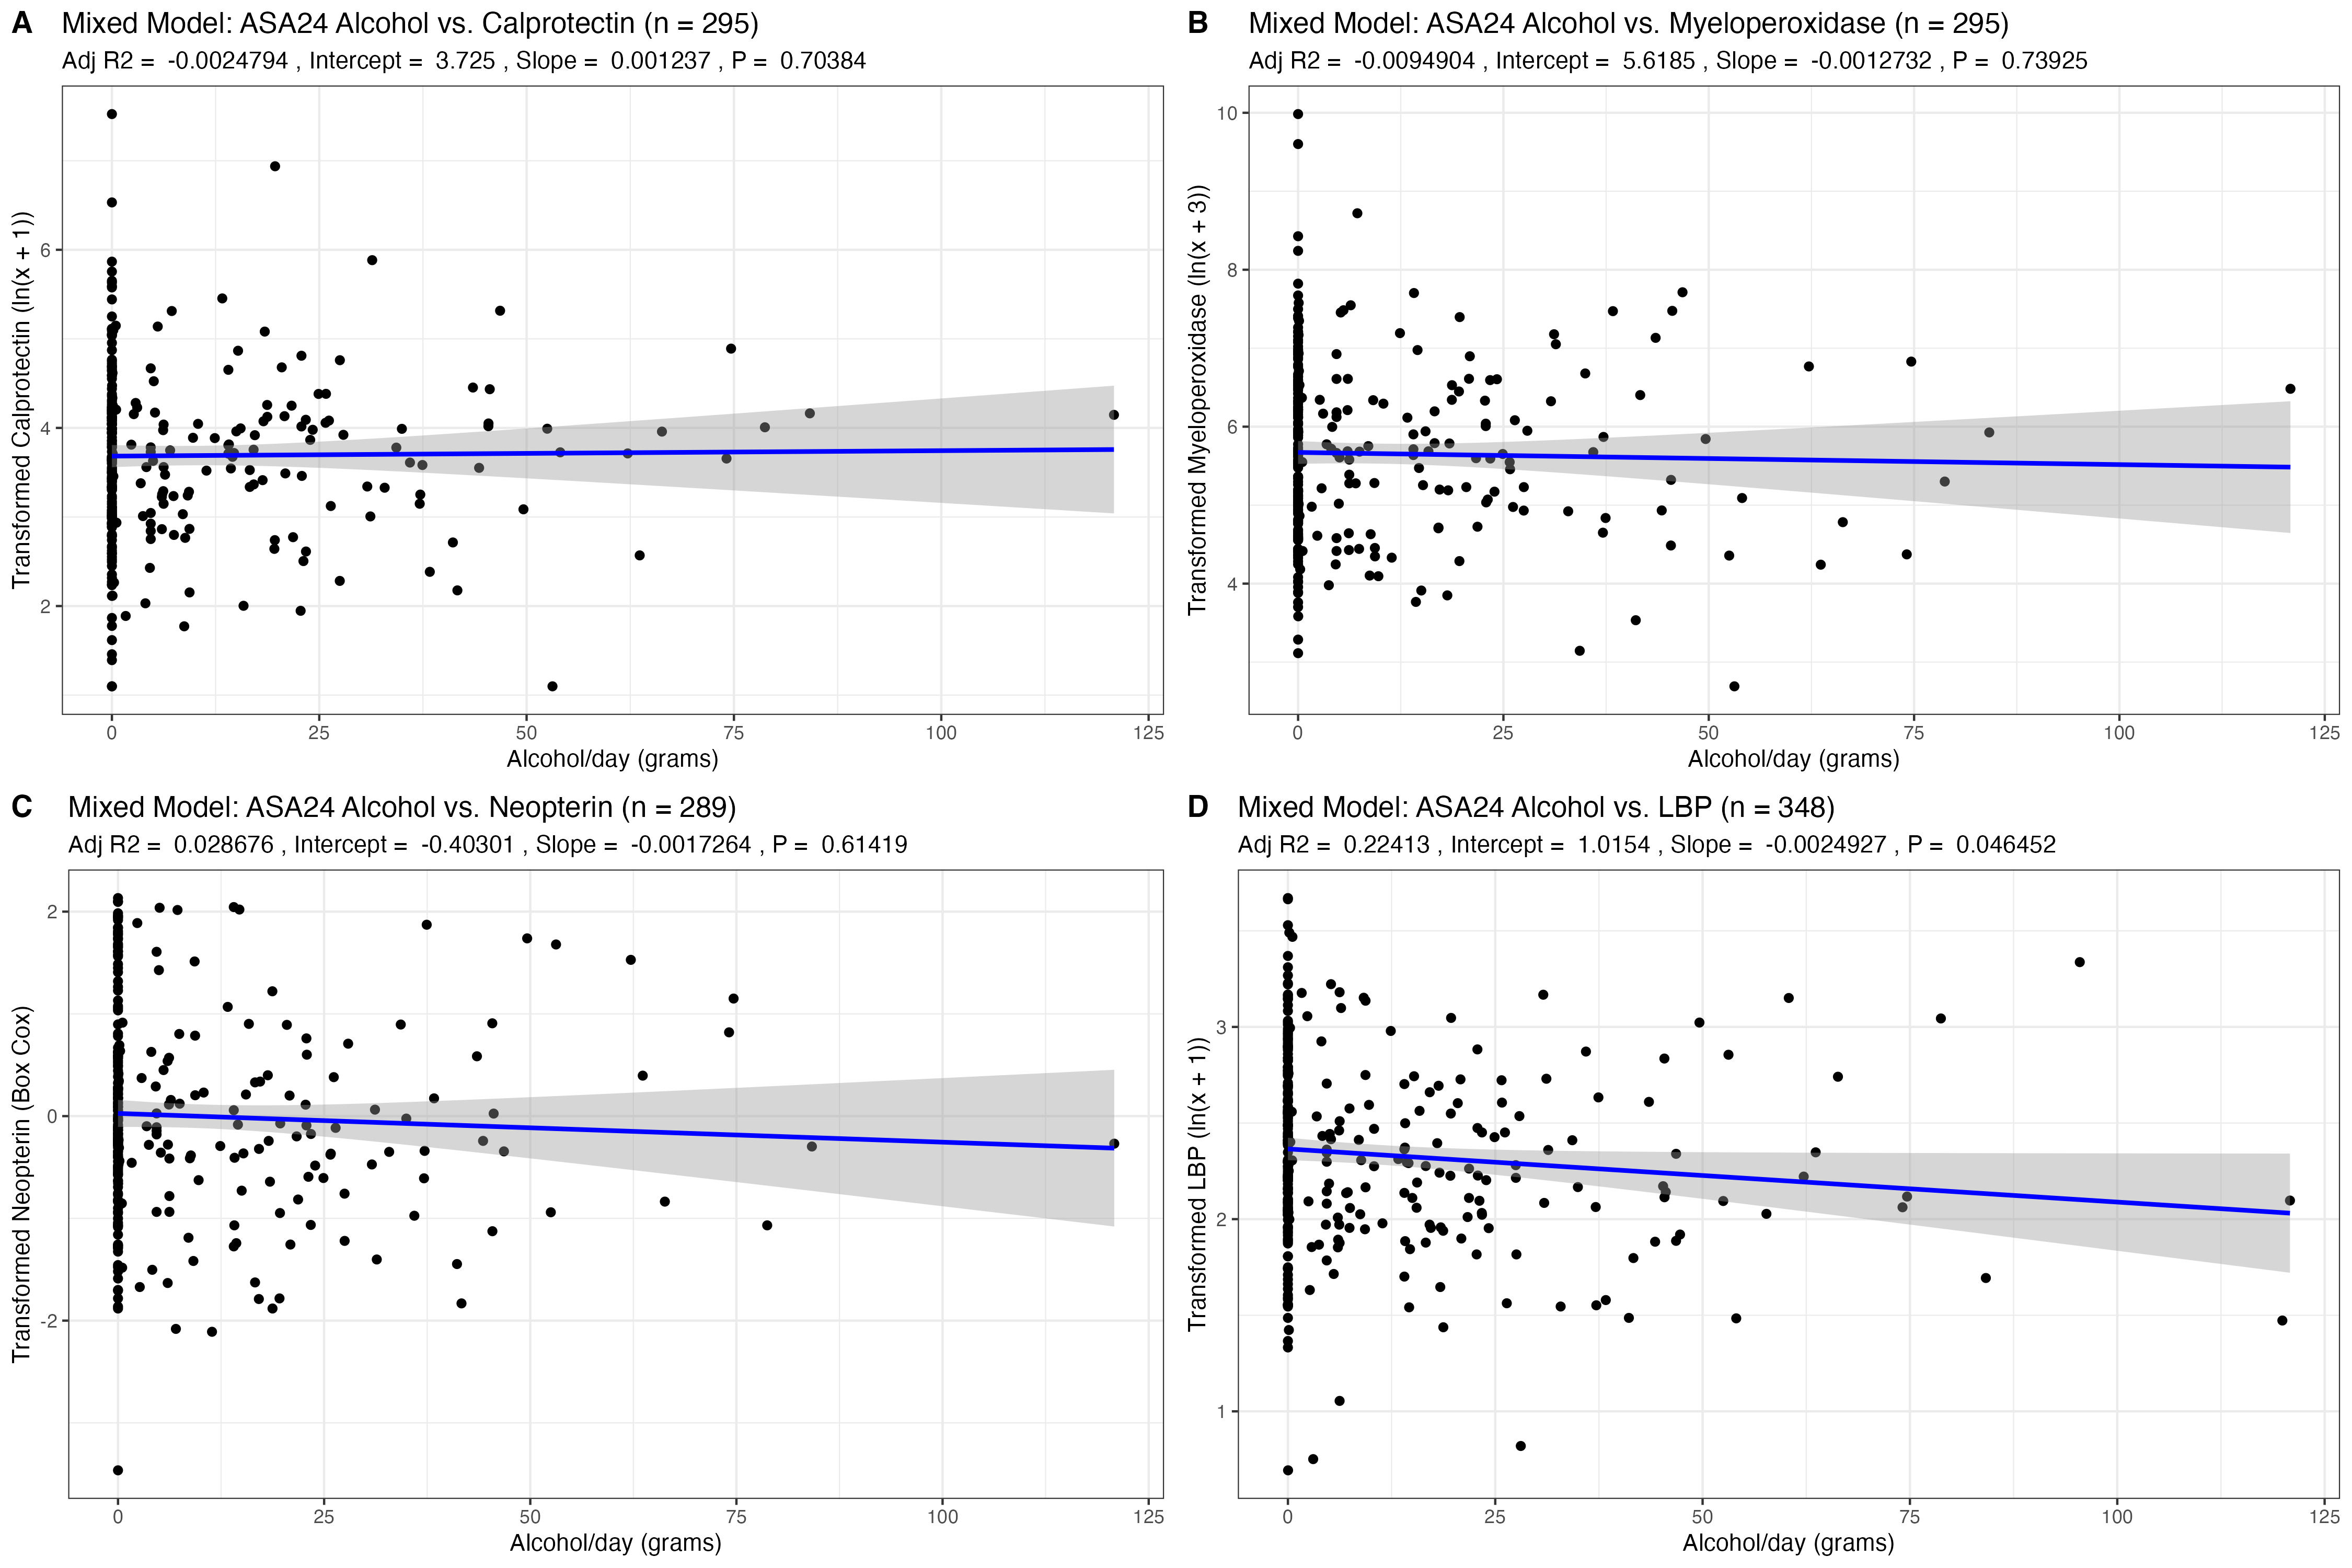 A Mixed Model: ASA24 Alcohol vs. Calprotectin (n = 295)
Adj R2 =  -0.0024794 , Intercept =  3.725 , Slope =  0.001237 , P =  0.70384
Transformed Calprotectin (ln(x + 1))
6
4
2
0 25 50 75 100 125
Alcohol/day (grams)
B Mixed Model: ASA24 Alcohol vs. Myeloperoxidase (n = 295)
Adj R2 =  -0.0094904 , Intercept =  5.6185 , Slope =  -0.0012732 , P =  0.73925
Transformed Myeloperoxidase (ln(x + 3))
10
8
6
4
0 25 50 75 100 125
Alcohol/day (grams)
C Mixed Model: ASA24 Alcohol vs. Neopterin (n = 289)
Adj R2 =  0.028676 , Intercept =  -0.40301 , Slope =  -0.0017264 , P =  0.61419
Transformed Neopterin (Box Cox)
2
0
-2
0 25 50 75 100 125
Alcohol/day (grams)
D Mixed Model: ASA24 Alcohol vs. LBP (n = 348)
Adj R2 =  0.22413 , Intercept =  1.0154 , Slope =  -0.0024927 , P =  0.046452
Transformed LBP (ln(x + 1))
3
2
1
0 25 50 75 100 125
Alcohol/day (grams)